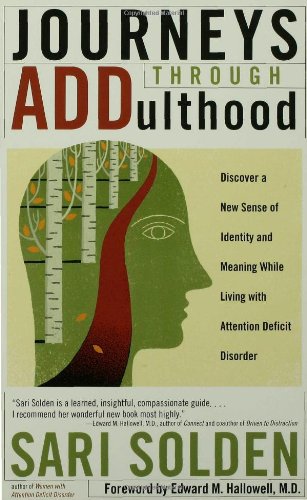 JOURNEYS
THROUGH
ADDulthood
Discover a
New Sense of
Identity and
Meaning While
Living with
Attention Deficit
Disorder
"Sari Solden is a learned, insightful, compassionate guide. . . .
I recommend her wonderful new book most highly."
—Edward M. Hallowell, M.D., author of Connect and coauthor of Driven to Distraction
SARI SOLDEN
author of Women with
Attention Deficit Disorder
Foreword by Edward M. Hallowell, M.D.